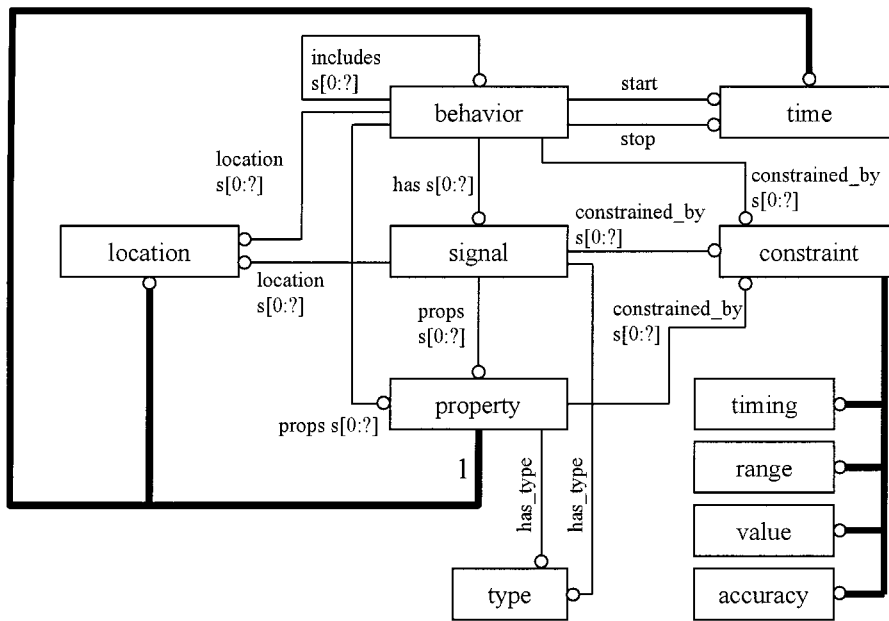 includes
s[0:?]
behavior
start
time
stop
location
s[0:?]
has s[0:?]
constrained_by
s[0:?]
constrained_by
s[0:?]
location
signal
constraint
location
s[0:?]
props
s[0:?]
constrained_by
s[0:?]
property
timing
props s[0:?]
1
has_type
has_type
range
value
type
accuracy